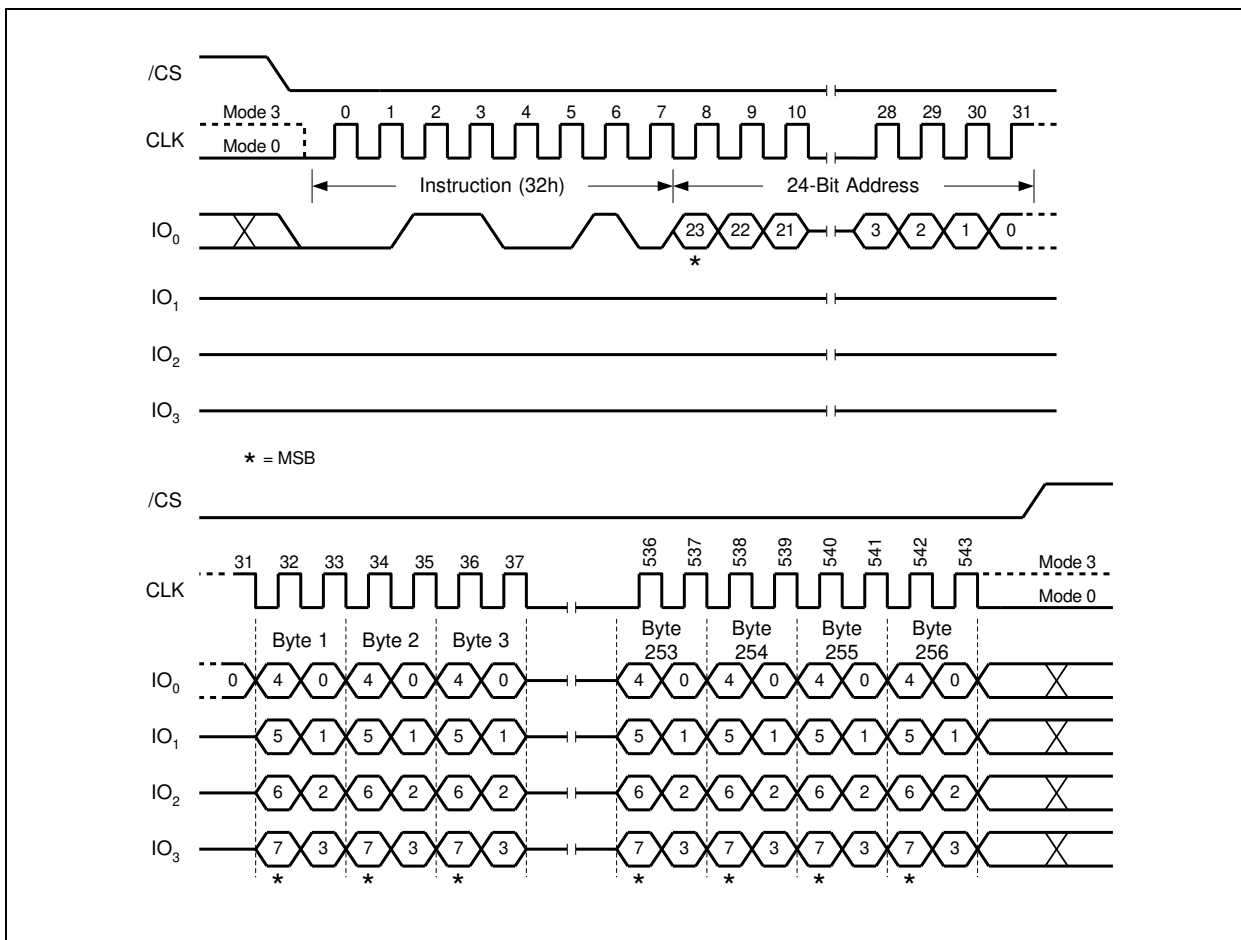 /CS
Mode 3 0 1 2 3 4 5 6 7 8 9 10 28 29 30 31
CLK
Mode 0
Instruction (32h) 24-Bit Address
IO0 23 22 21 3 2 1 0
*
IO1
IO2
IO3
* = MSB
/CS
31 32 33 34 35 36 37 536 537 538 539 540 541 542 543 Mode 3
CLK
Mode 0
Byte 1 Byte 2 Byte 3 Byte 253 Byte 254 Byte 255 Byte 256
IO0 0 4 0 4 0 4 0 4 0 4 0 4 0 4 0
IO1 5 1 5 1 5 1 5 1 5 1 5 1 5 1
IO2 6 2 6 2 6 2 6 2 6 2 6 2 6 2
IO3 7 3 7 3 7 3 7 3 7 3 7 3 7 3
* * * * * * *